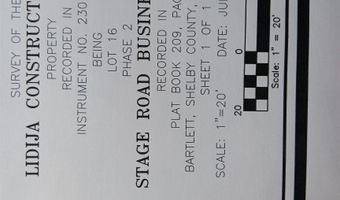 SURVEY OF THE
LIDIJA CONSTRUCT
PROPERTY
RECORDED IN
INSTRUMENT NO. 230
BEING
LOT 16
PHASE 2
STAGE ROAD BUSINE
RECORDED IN
PLAT BOOK 209, PAG
BARTLETT, SHELBY COUNTY,
SHEET 1 OF 1
SCALE: 1"=20' DATE: JU
20 0
Scale: 1" = 20'